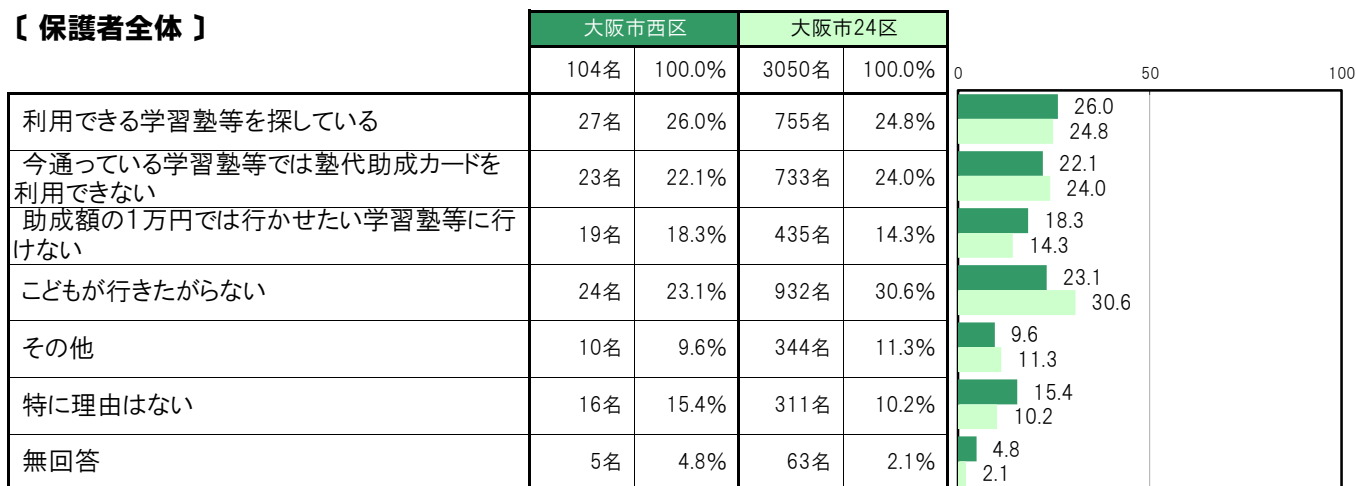 〔 保護者全体 〕
大阪市西区 大阪市24区
104名 100.0% 3050名 100.0% 0 50 100
利用できる学習塾等を探している 27名 26.0% 755名 24.8% 26.0 24.8
今通っている学習塾等では塾代助成カードを
利用できない 23名 22.1% 733名 24.0% 22.1 24.0
助成額の1万円では行かせたい学習塾等に行
けない 19名 18.3% 435名 14.3% 18.3 14.3
こどもが行きたがらない 24名 23.1% 932名 30.6% 23.1 30.6
その他 10名 9.6% 344名 11.3% 9.6 11.3
特に理由はない 16名 15.4% 311名 10.2% 15.4 10.2
無回答 5名 4.8% 63名 2.1% 4.8 2.1